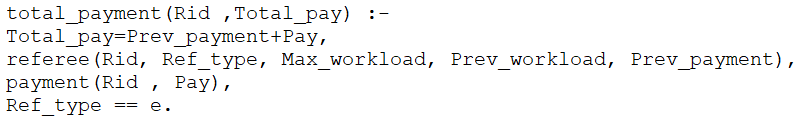 total_payment(Rid ,Total_pay) :-
Total_pay=Prev_payment+Pay,
referee(Rid, Ref_type, Max_workload, Prev_workload, Prev_payment),
payment(Rid , Pay),
Ref_type == e.